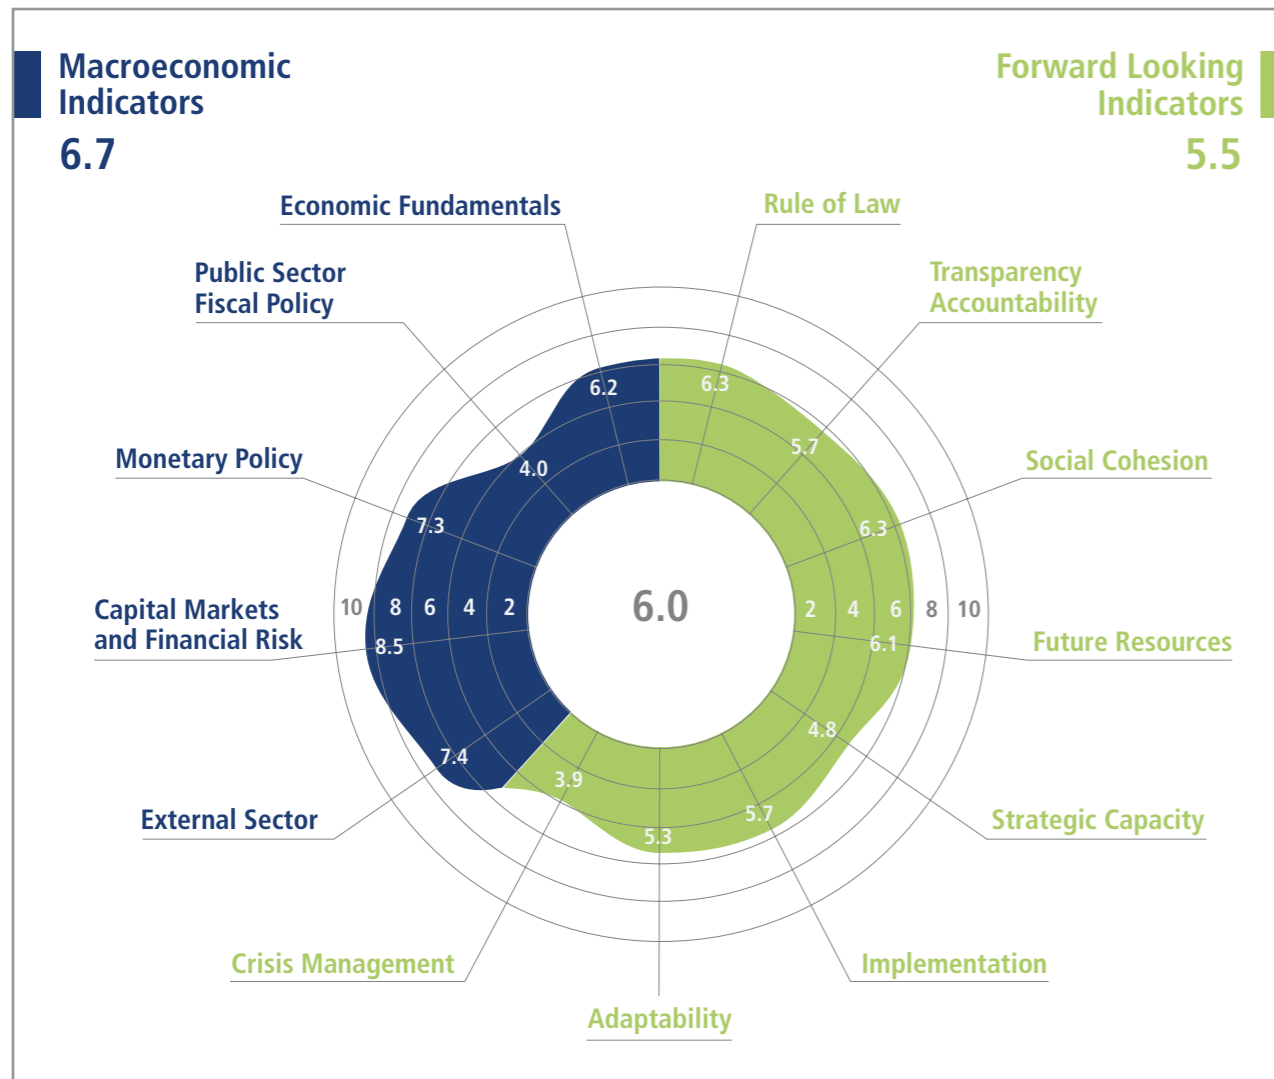 Macroeconomic
Indicators
6.7
Forward Looking
Indicators
5.5
Economic Fundamentals
Rule of Law
Public Sector
Fiscal Policy
Transparency
Accountability
6.2
6.3
5.7
4.0
Monetary Policy
Social Cohesion
7.3
6.3
Capital Markets
and Financial Risk
10 8 6 4 2
6.0
2 4 6 8 10
8.5
6.1
Future Resources
4.8
7.4
3.9
5.7
5.3
External Sector
Strategic Capacity
Crisis Management
Implementation
Adaptability